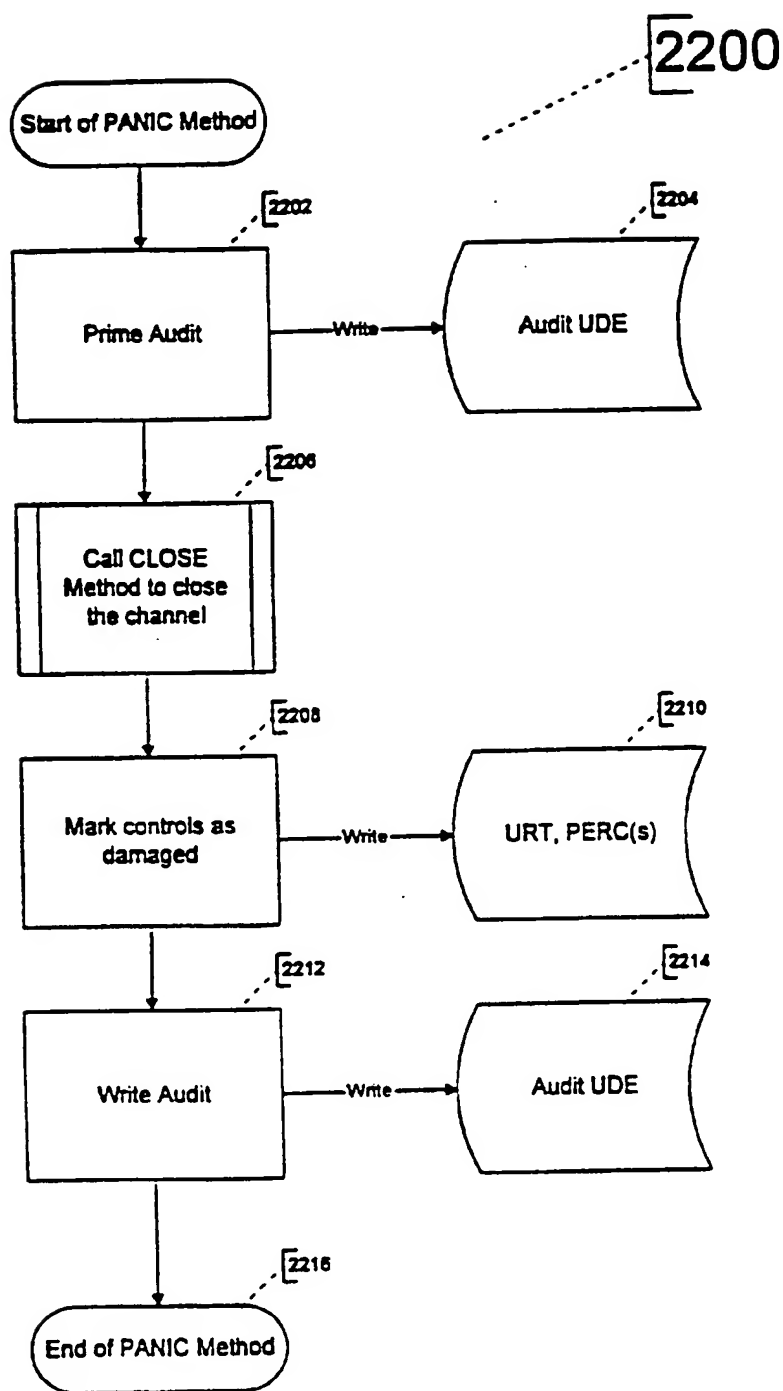 2200
Start of PANIC Method
2202
2204
Prime Audit
Write
Audit UDE
2206
Call CLOSE
Method to close
the channel
2208
2210
Mark controls as
damaged
Write
URT, PERC(s)
2212
2214
Write Audit
Write
Audit UDE
2216
End of PANIC Method